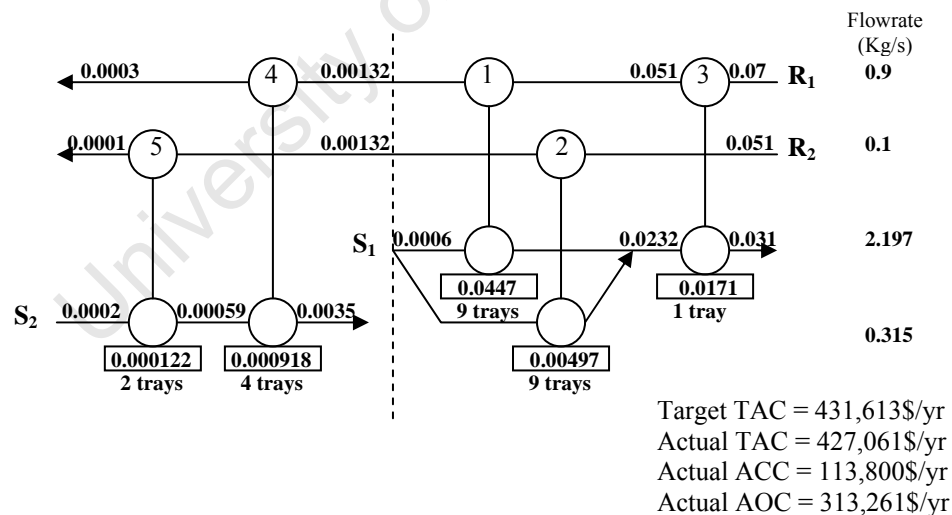 Flowrate
(Kg/s)
0.0003 4 0.00132 1 0.051 3 0.07 R1 0.9
0.0001 5 0.00132 2 0.051 R2 0.1
S1 0.0006 0.0232 0.031 2.197
0.0447 0.0171
9 trays 1 tray
S2 0.0002 0.00059 0.0035 0.315
0.000122 0.000918 0.00497
2 trays 4 trays 9 trays
Target TAC = 431,613$/yr
Actual TAC = 427,061$/yr
Actual ACC = 113,800$/yr
Actual AOC = 313,261$/yr
University o